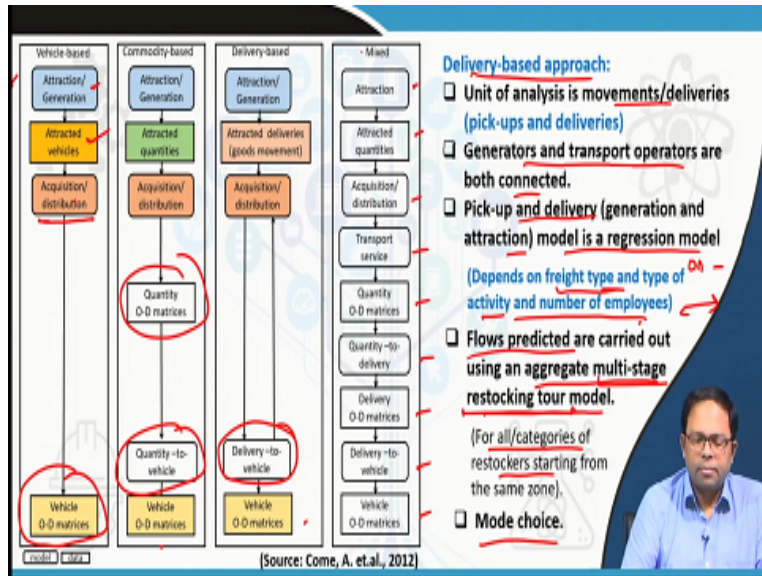 Vehicle-based
Attraction/
Generation
Attracted
vehicles
Acquisition/
distribution
Vehicle
O-D matrices
Commodity-based
Attraction/
Generation
Attracted
quantities
Acquisition/
distribution
Quantity
O-D matrices
Quantity –to-
vehicle
Vehicle
O-D matrices
Delivery-based
Attraction/
Generation
Attracted deliveries
(goods movement)
Acquisition/
distribution
Delivery –to-
vehicle
Vehicle
O-D matrices
Mixed
Attraction
Attracted
quantities
Acquisition/
distribution
Transport
service
Quantity
O-D matrices
Quantity –to-
delivery
Delivery
O-D matrices
Delivery –to-
vehicle
Vehicle
O-D matrices
model data
(Source: Come, A. et.al., 2012)
Delivery-based approach:
Unit of analysis is movements/deliveries
(pick-ups and deliveries)
Generators and transport operators are
both connected.
Pick-up and delivery (generation and
attraction) model is a regression model
(Depends on freight type and type of
activity and number of employees)
Flows predicted are carried out
using an aggregate multi-stage
restocking tour model.
(For all/categories of
restockers starting from
the same zone).
Mode choice.